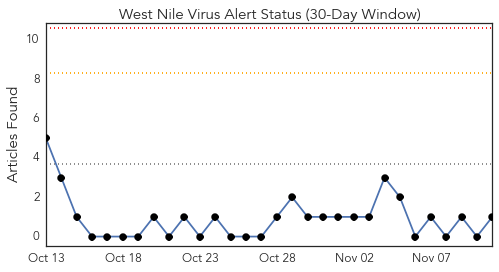 West Nile Virus Alert Status (30-Day Window)
Articles Found
10
8
6
4
2
0
Oct 13 Oct 18 Oct 23 Oct 28 Nov 02 Nov 07